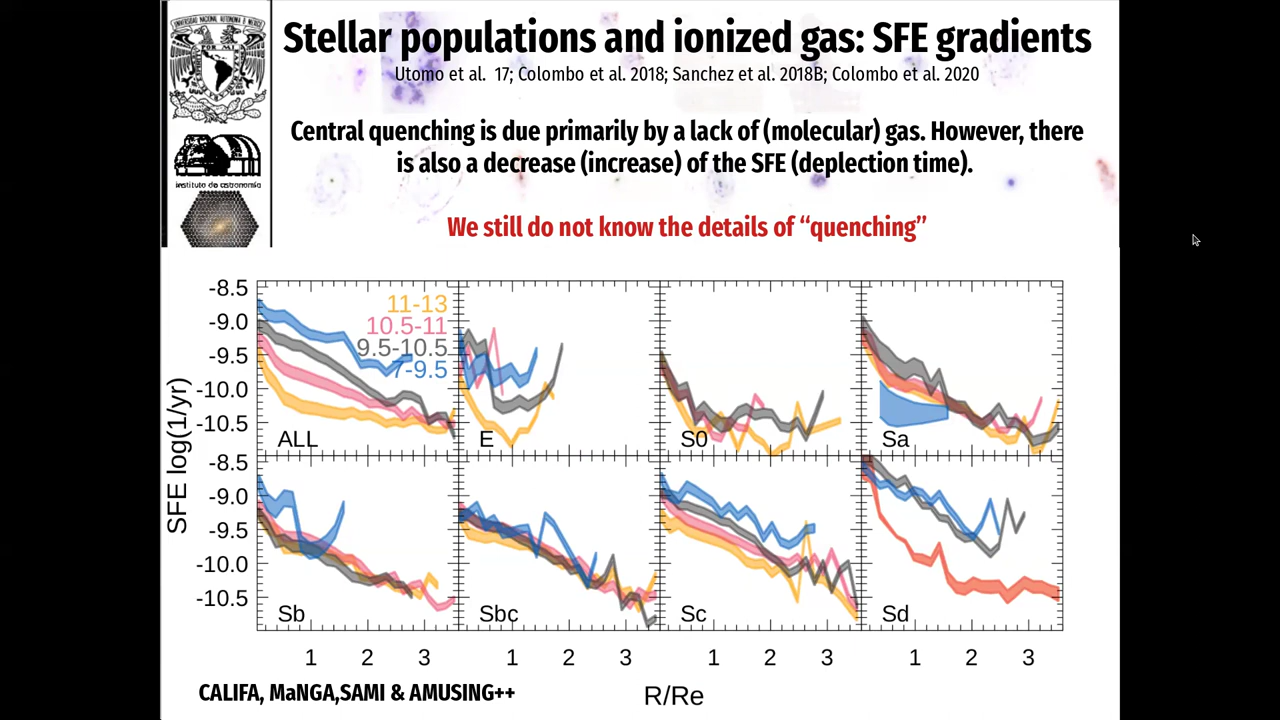 UNIVERSIDAD NACIONAL AUTONOMA DE MEXICO
Stellar populations and ionized gas: SFE gradients
Utomo et al. 17; Colombo et al. 2018; Sanchez et al. 2018B; Colombo et al. 2020
Central quenching is due primarily by a lack of (molecular) gas. However, there
is also a decrease (increase) of the SFE (deplection time).
instituto de astronomía
We still do not know the details of “quenching”
SFE log(1/yr)
-8.5
-9.0
-9.5
-10.0
-10.5
11-13
10.5-11
9.5-10.5
7-9.5
ALL
E
S0
Sa
-8.5
-9.0
-9.5
-10.0
-10.5
Sb
Sbc
Sc
Sd
1 2 3 1 2 3 1 2 3 1 2 3
R/Re
CALIFA, MaNGA,SAMI & AMUSING++